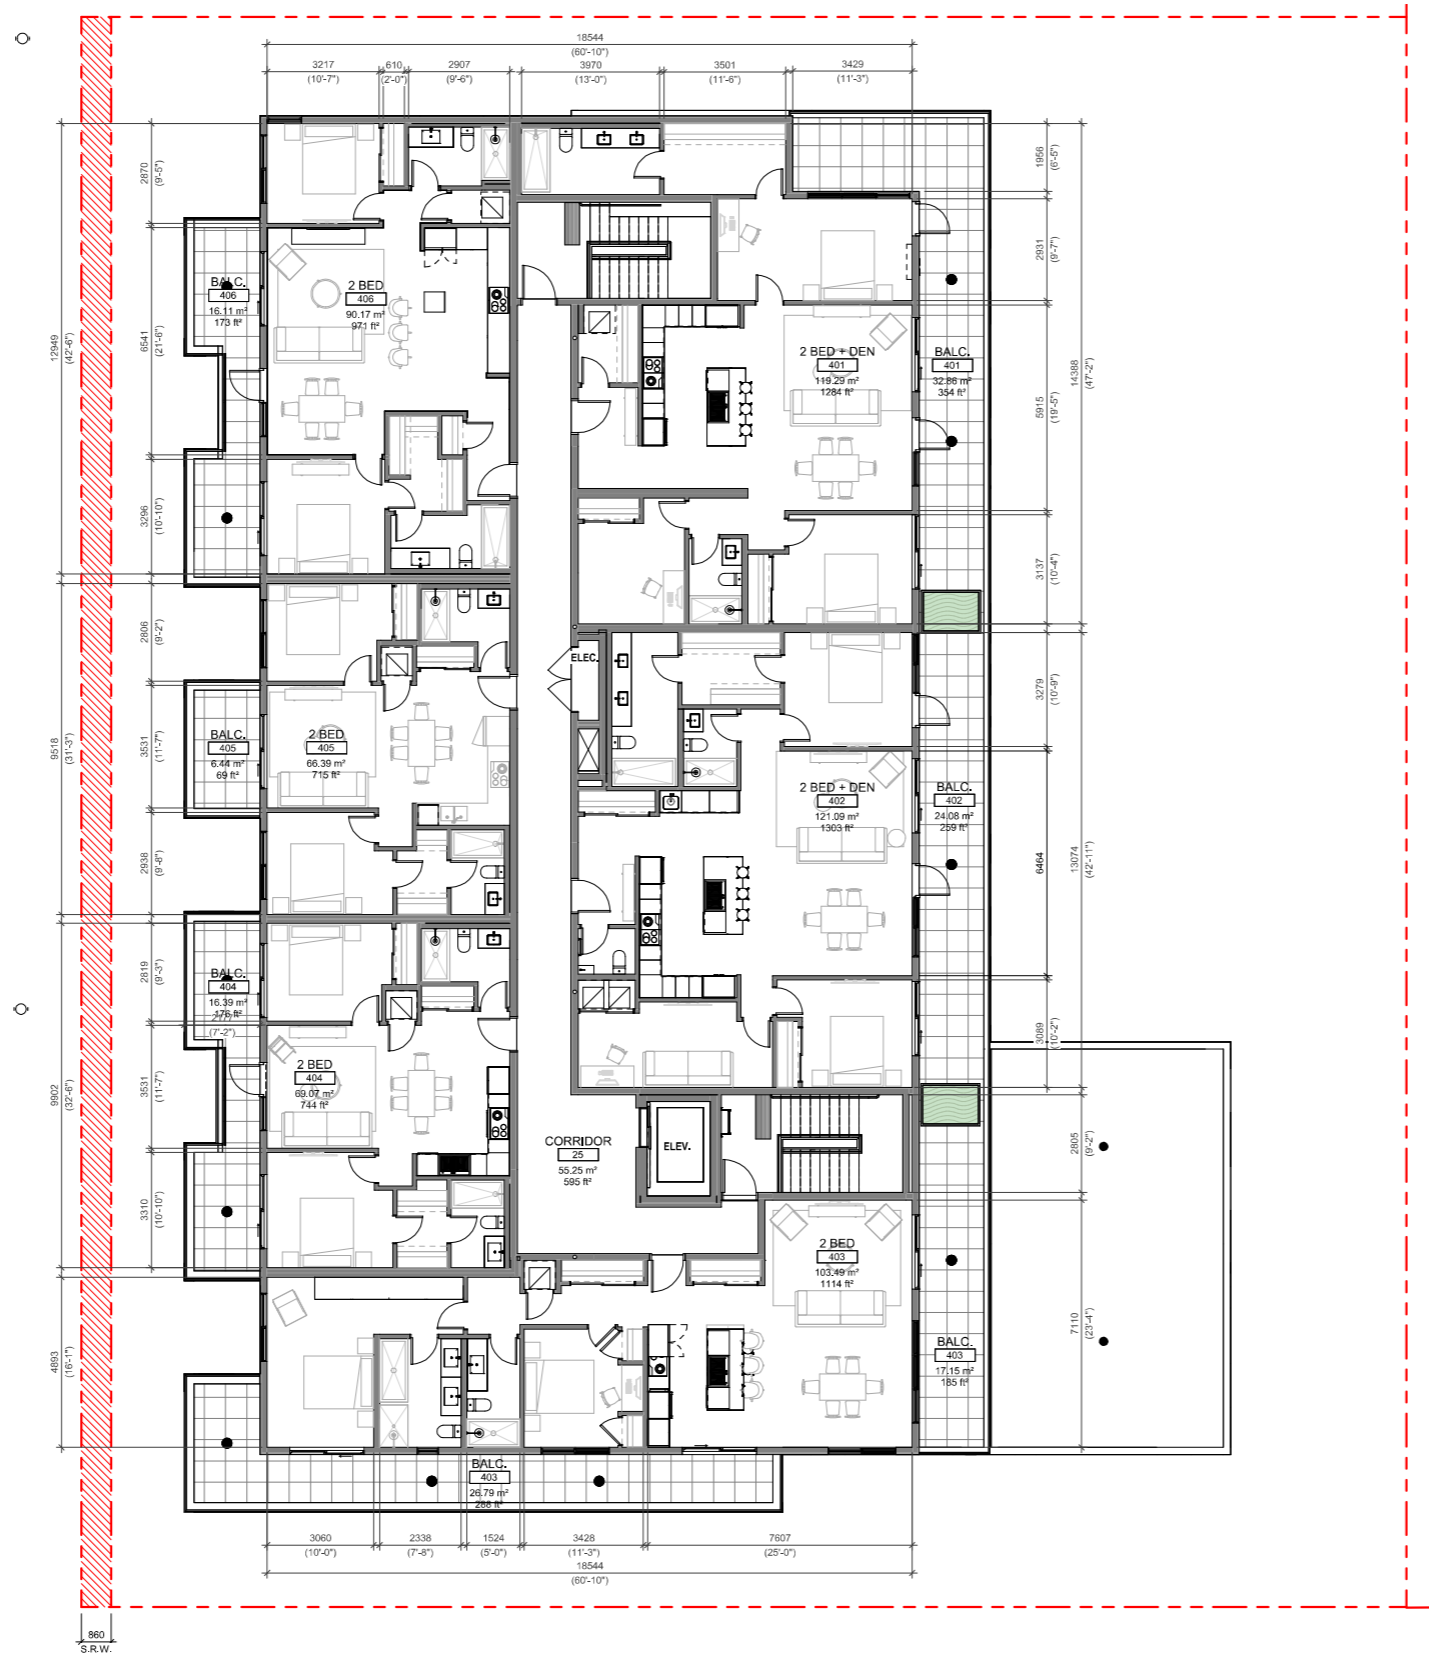 18544
(60'-10")
3217
(10'-7")
610
(2'-0")
2907
(9'-6")
3970
(13'-0")
3501
(11'-6")
3429
(11'-3")
2870
(9'-5")
12949
(42'-6")
6541
(21'-6")
3296
(10'-10")
1956
(6'-5")
2931
(9'-7")
14388
(47'-2")
5915
(19'-5")
3137
(10'-4")
BALC.
406
16.11 m²
173 ft²
2 BED
406
90.17 m²
971 ft²
2 BED + DEN
401
119.29 m²
1284 ft²
BALC.
401
32.86 m²
354 ft²
2806
(9'-2")
9518
(31'-3")
3531
(11'-7")
2938
(9'-8")
ELEC.
BALC.
405
6.44 m²
69 ft²
2 BED
405
66.39 m²
715 ft²
3279
(10'-9")
2 BED + DEN
402
121.09 m²
1303 ft²
BALC.
402
24.08 m²
259 ft²
6464
13074
(42'-11")
3089
(10'-2")
2819
(9'-3")
9902
(32'-6")
3531
(11'-7")
3310
(10'-10")
BALC.
404
16.39 m²
176 ft²
(7'-2")
2 BED
404
69.07 m²
744 ft²
CORRIDOR
25
55.25 m²
595 ft²
ELEV.
2805
(9'-2")
2 BED
403
103.49 m²
1114 ft²
7110
(23'-4")
4893
(16'-1")
BALC.
403
17.15 m²
185 ft²
BALC.
403
26.79 m²
288 ft²
3060
(10'-0")
2338
(7'-8")
1524
(5'-0")
3428
(11'-3")
7607
(25'-0")
18544
(60'-10")
860
S.R.W.